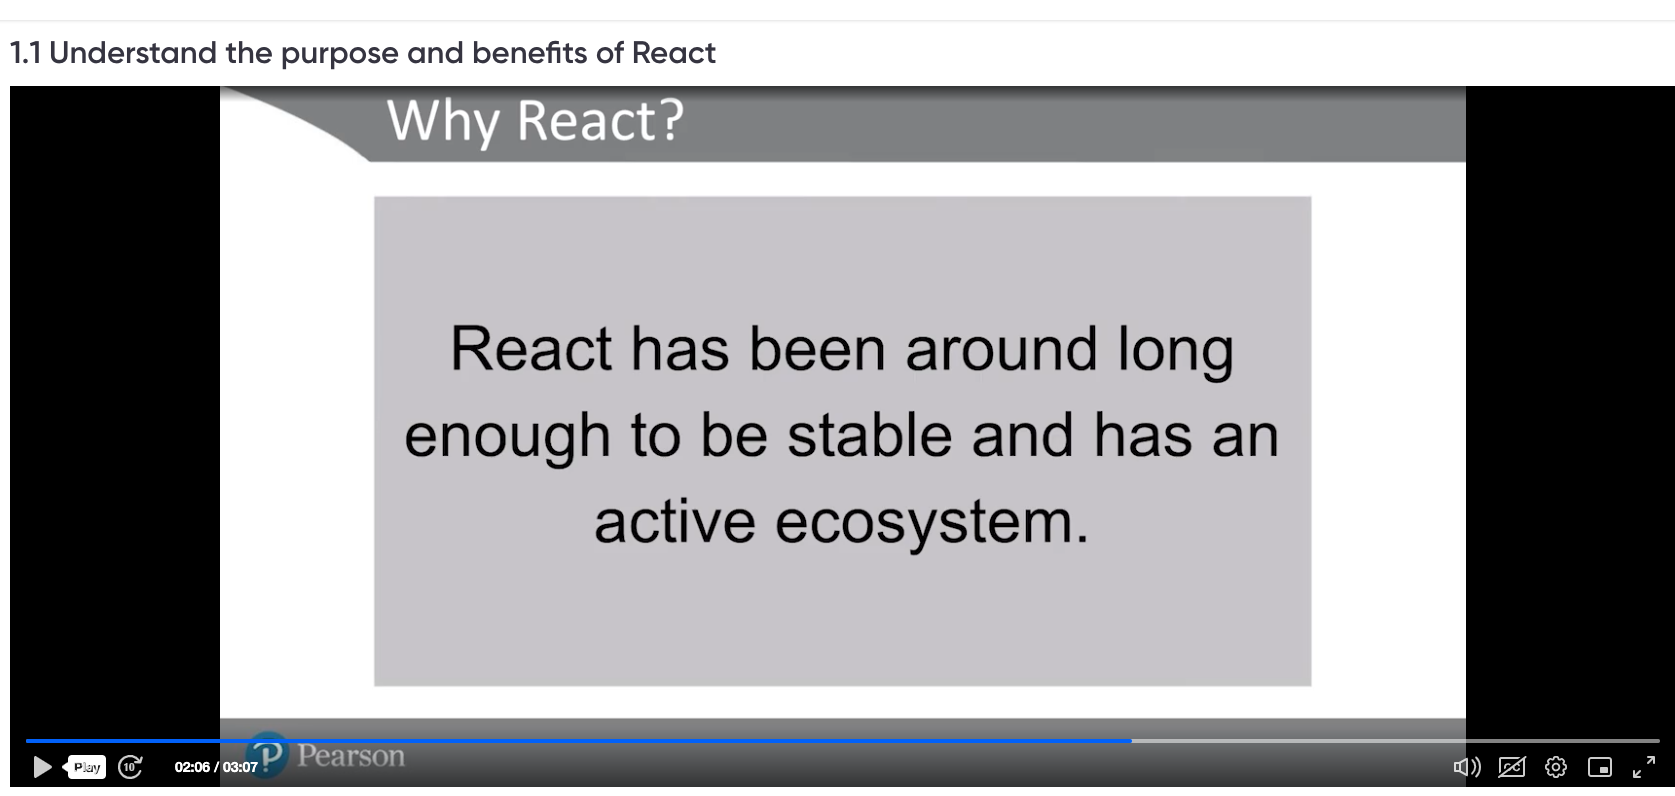 1.1 Understand the purpose and benefits of React
Why React?
React has been around long
enough to be stable and has an
active ecosystem.
Pearson
Play
10
02:06 / 03:07
CC